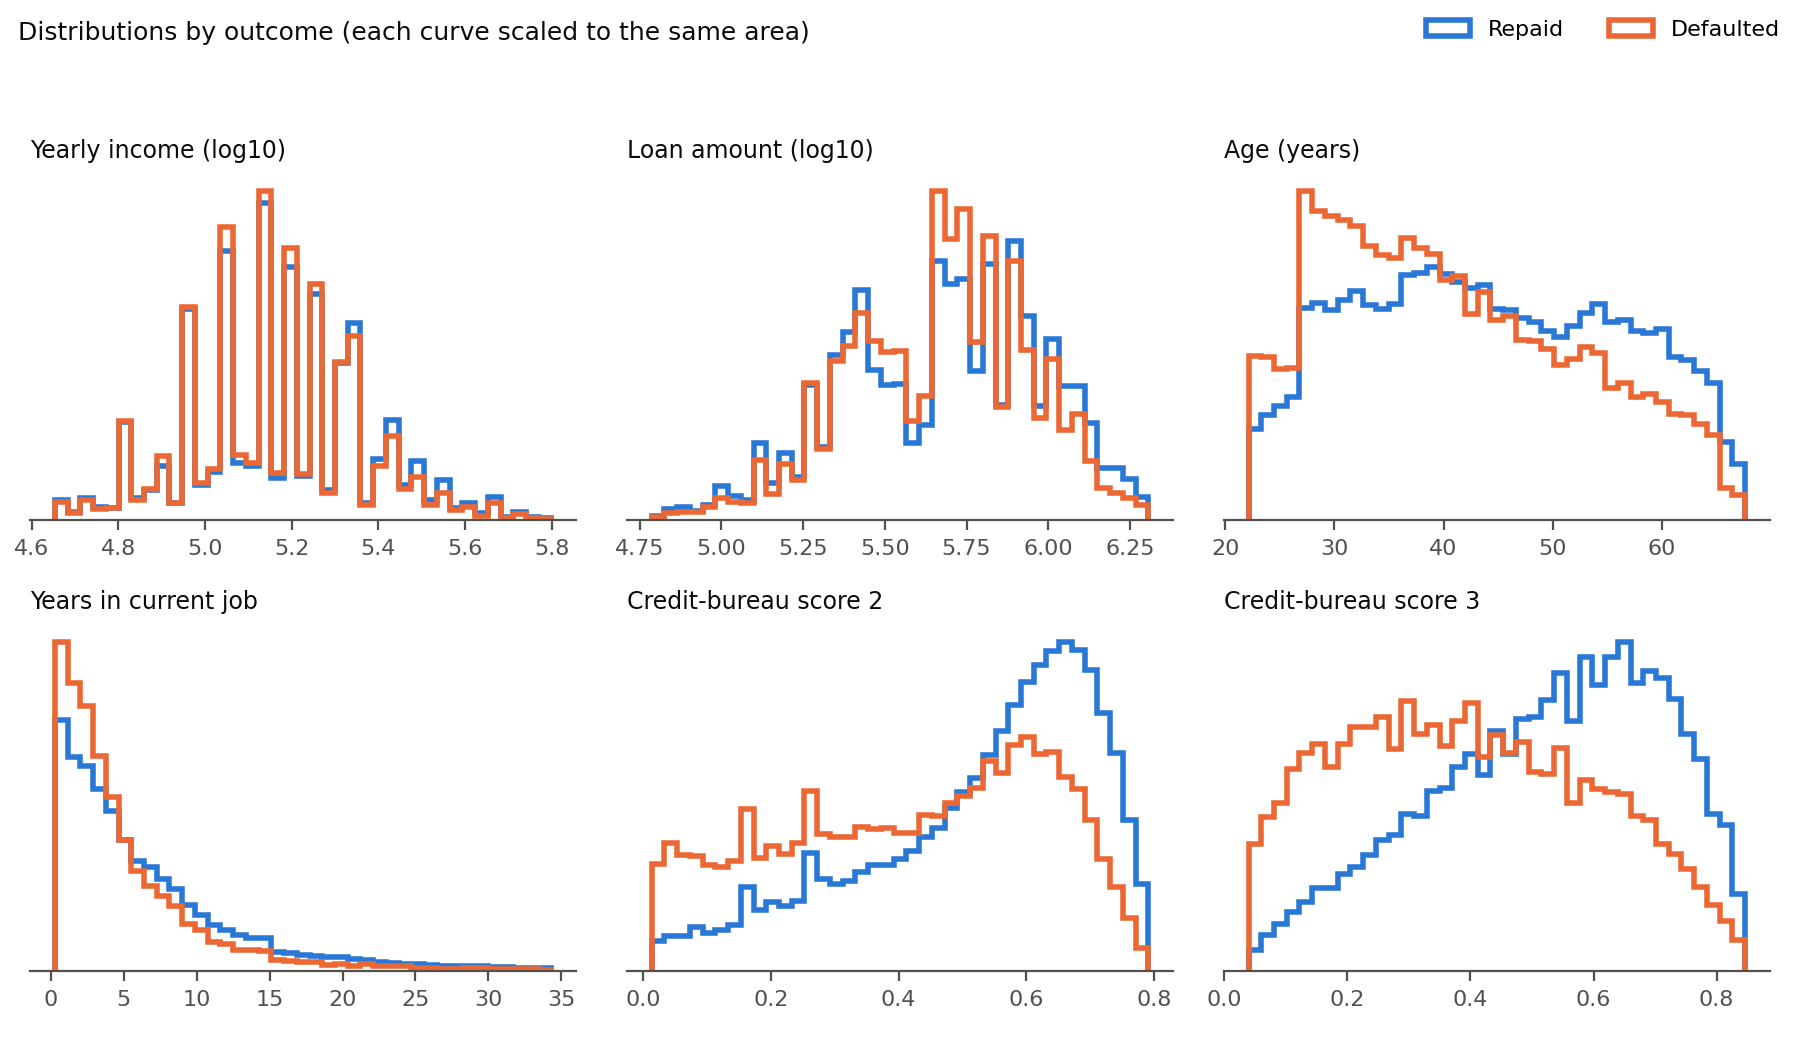 Distributions by outcome (each curve scaled to the same area)
Repaid
Defaulted
Yearly income (log10)
Loan amount (log10)
Age (years)
4.6 4.8 5.0 5.2 5.4 5.6 5.8
4.75 5.00 5.25 5.50 5.75 6.00 6.25
20 30 40 50 60
Years in current job
Credit-bureau score 2
Credit-bureau score 3
0 5 10 15 20 25 30 35
0.0 0.2 0.4 0.6 0.8
0.0 0.2 0.4 0.6 0.8